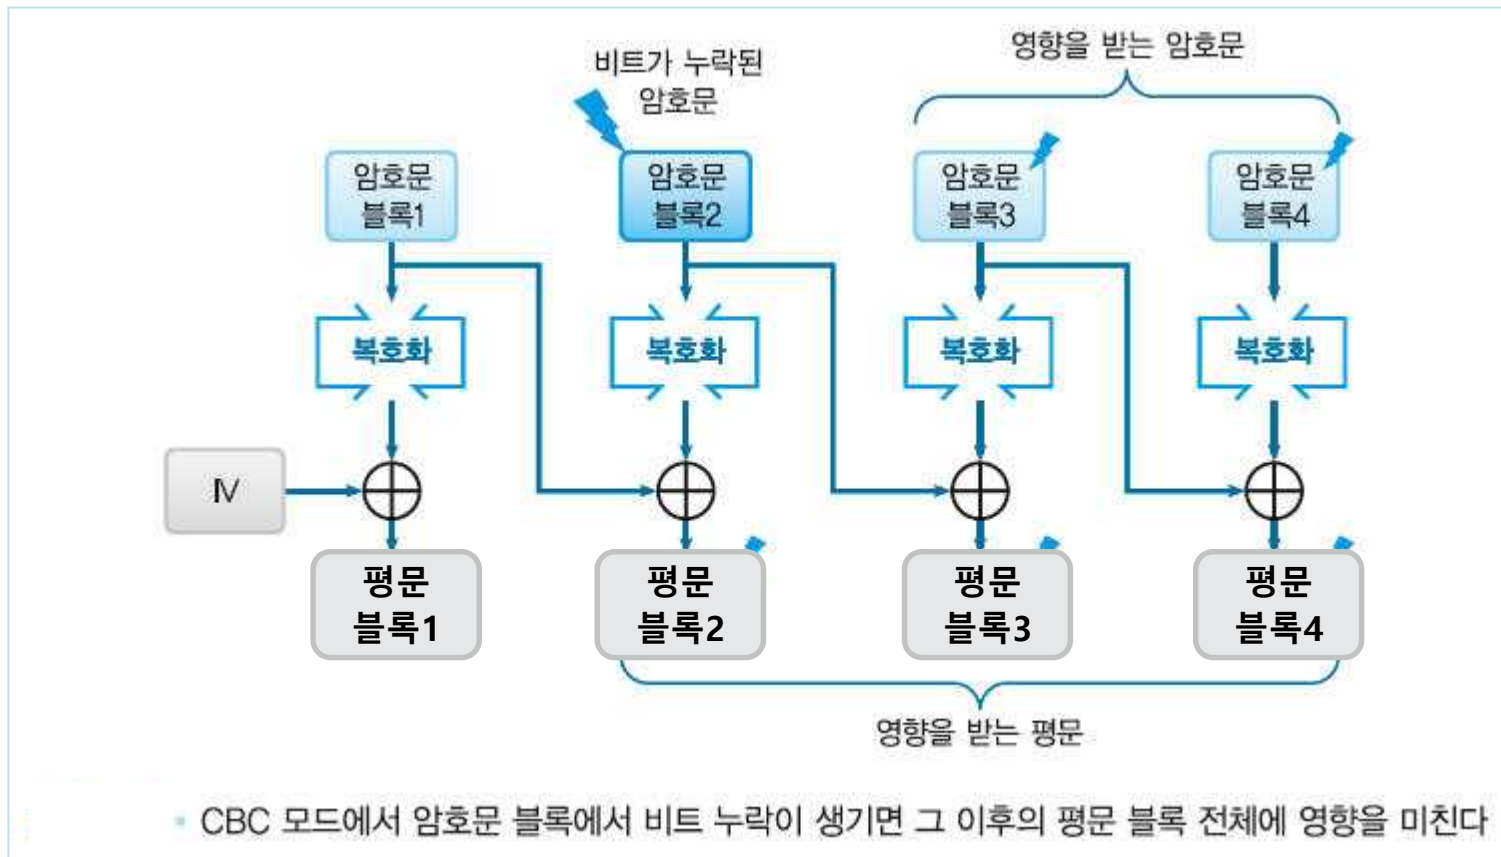 영향을 받는 암호문
비트가 누락된
암호문
암호문
블록1
암호문
블록2
암호문
블록3
암호문
블록4
복호화
복호화
복호화
복호화
IV
평문
블록1
평문
블록2
평문
블록3
평문
블록4
영향을 받는 평문
CBC 모드에서 암호문 블록에서 비트 누락이 생기면 그 이후의 평문 블록 전체에 영향을 미친다